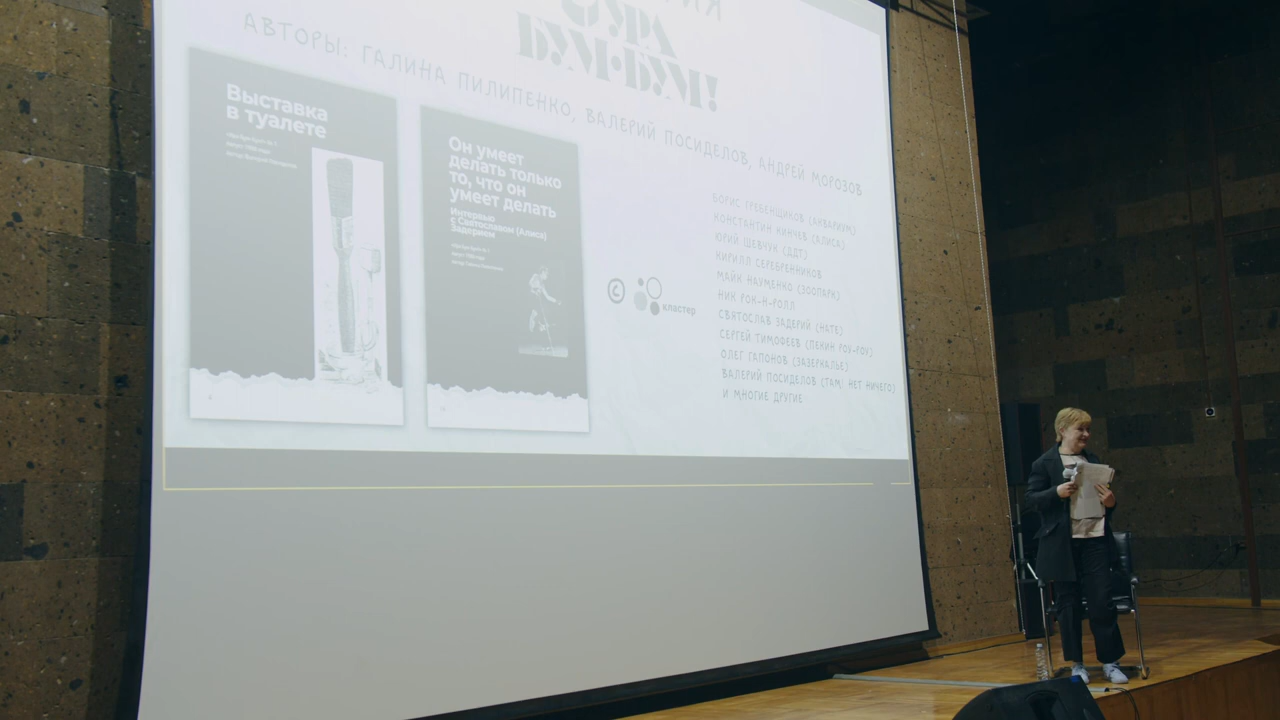 УРА
БУМ-БУМ!
АВТОРЫ: ГАЛИНА ПИЛИПЕНКО, ВАЛЕРИЙ ПОСИДЕЛОВ, АНДРЕЙ МОРОЗОВ
Выставка
в туалете
Он умеет
делать только
то, что он
умеет делать
Интервью
с Святославом (Алиса)
Задерием
©
кластер
БОРИС ГРЕБЕНЩИКОВ (АКВАРИУМ)
КОНСТАНТИН КИНЧЕВ (АЛИСА)
ЮРИЙ ШЕВЧУК (ДДТ)
КИРИЛЛ СЕРЕБРЕННИКОВ
МАЙК НАУМЕНКО (ЗООПАРК)
НИК РОК-Н-РОЛЛ
СВЯТОСЛАВ ЗАДЕРИЙ (НАТЕ)
СЕРГЕЙ ТИМОФЕЕВ (ПЕКИН РОУ-РОУ)
ОЛЕГ ГАПОНОВ (ЗАЗЕРКАЛЬЕ)
ВАЛЕРИЙ ПОСИДЕЛОВ (ТАМ! НЕТ НИЧЕГО)
И МНОГИЕ ДРУГИЕ